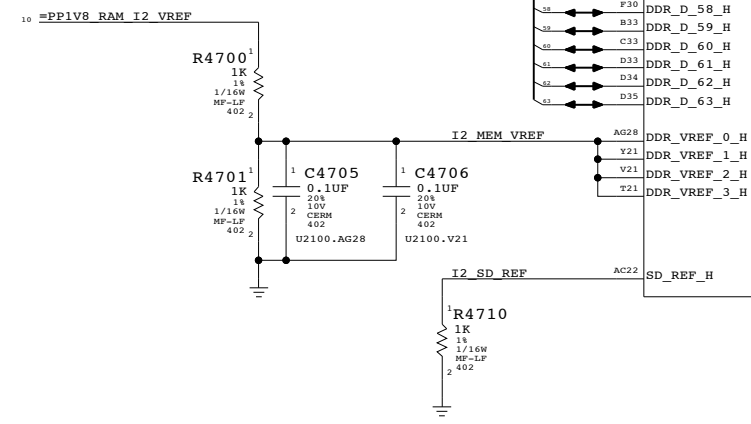 10 =PP1V8_RAM_I2_VREF
R4700 1
1K
1%
1/16W
MF-LF
402 2
58 F30 DDR_D_58_H
59 B33 DDR_D_59_H
60 C33 DDR_D_60_H
61 D33 DDR_D_61_H
62 D34 DDR_D_62_H
63 D35 DDR_D_63_H
I2_MEM_VREF AG28 DDR_VREF_0_H
Y21 DDR_VREF_1_H
V21 DDR_VREF_2_H
T21 DDR_VREF_3_H
R4701 1
1K
1%
1/16W
MF-LF
402 2
1 C4705
0.1UF
20%
10V
2 CERM
402
U2100.AG28
1 C4706
0.1UF
20%
10V
2 CERM
402
U2100.V21
I2_SD_REF AC22 SD_REF_H
1 R4710
1K
1%
1/16W
MF-LF
2 402